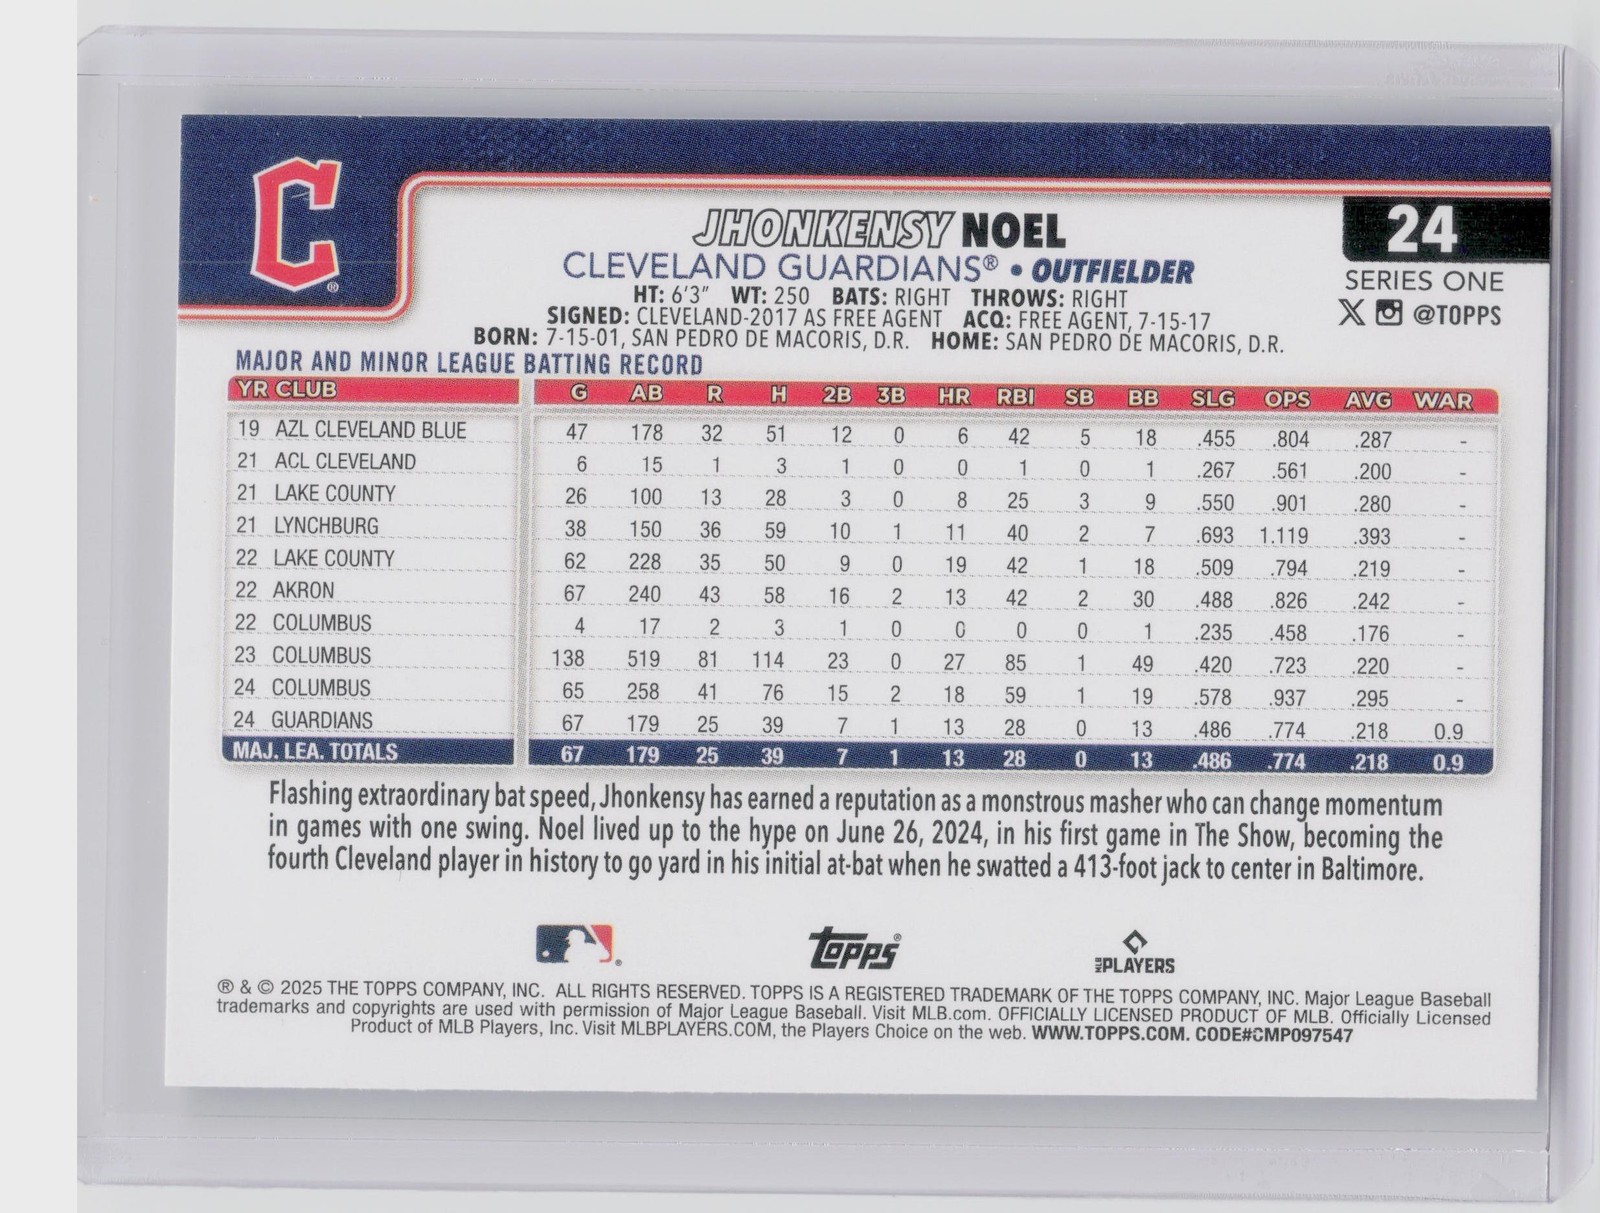 C
®
24
JHONKENSY NOEL
SERIES ONE
CLEVELAND GUARDIANS® • OUTFIELDER
@TOPPS
HT: 6'3" WT: 250 BATS: RIGHT THROWS: RIGHT
SIGNED: CLEVELAND-2017 AS FREE AGENT ACQ: FREE AGENT, 7-15-17
BORN: 7-15-01, SAN PEDRO DE MACORIS, D.R. HOME: SAN PEDRO DE MACORIS, D.R.
MAJOR AND MINOR LEAGUE BATTING RECORD
YR CLUB G AB R H 2B 3B HR RBI SB BB SLG OPS AVG WAR
19 AZL CLEVELAND BLUE 47 178 32 51 12 0 6 42 5 18 .455 .804 .287 -
21 ACL CLEVELAND 6 15 1 3 1 0 0 1 0 1 .267 .561 .200 -
21 LAKE COUNTY 26 100 13 28 3 0 8 25 3 9 .550 .901 .280 -
21 LYNCHBURG 38 150 36 59 10 1 11 40 2 7 .693 1.119 .393 -
22 LAKE COUNTY 62 228 35 50 9 0 19 42 1 18 .509 .794 .219 -
22 AKRON 67 240 43 58 16 2 13 42 2 30 .488 .826 .242 -
22 COLUMBUS 4 17 2 3 1 0 0 0 0 1 .235 .458 .176 -
23 COLUMBUS 138 519 81 114 23 0 27 85 1 49 .420 .723 .220 -
24 COLUMBUS 65 258 41 76 15 2 18 59 1 19 .578 .937 .295 -
24 GUARDIANS 67 179 25 39 7 1 13 28 0 13 .486 .774 .218 0.9
MAJ. LEA. TOTALS 67 179 25 39 7 1 13 28 0 13 .486 .774 .218 0.9
Flashing extraordinary bat speed, Jhonkensy has earned a reputation as a monstrous masher who can change momentum
in games with one swing. Noel lived up to the hype on June 26, 2024, in his first game in The Show, becoming the
fourth Cleveland player in history to go yard in his initial at-bat when he swatted a 413-foot jack to center in Baltimore.
Topps®
MLB PLAYERS
® & © 2025 THE TOPPS COMPANY, INC. ALL RIGHTS RESERVED. TOPPS IS A REGISTERED TRADEMARK OF THE TOPPS COMPANY, INC. Major League Baseball
trademarks and copyrights are used with permission of Major League Baseball. Visit MLB.com. OFFICIALLY LICENSED PRODUCT OF MLB. Officially Licensed
Product of MLB Players, Inc. Visit MLBPLAYERS.COM, the Players Choice on the web. WWW.TOPPS.COM. CODE#CMP097547